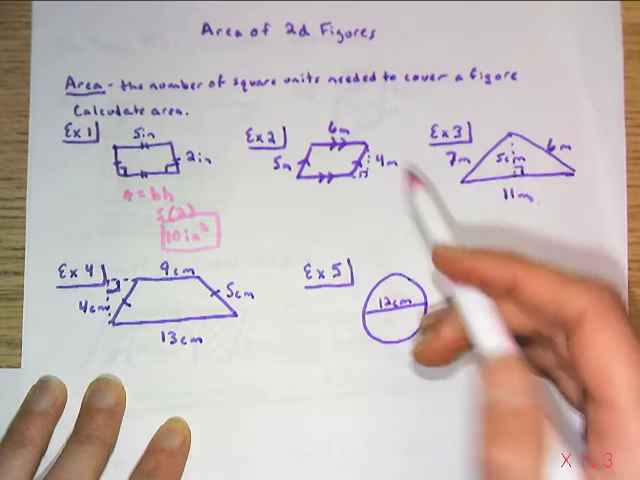 Area of 2d Figures
Area - the number of square units needed to cover a figure
Calculate area.
Ex 1
5in
2in
A = bh
5(2)
10in²
Ex 2
6m
5m
4m
Ex 3
7m
5cm
6m
11m
Ex 4
9cm
4cm
5cm
13cm
Ex 5
12cm